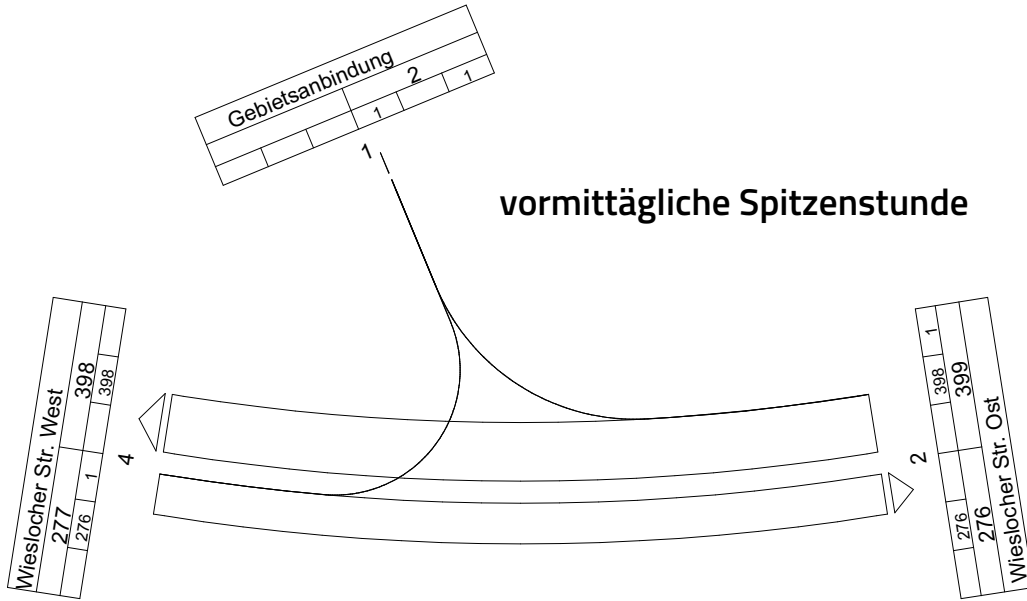 Gebietsanbindung
2
1 1
1
vormittägliche Spitzenstunde
Wieslocher Str. West
277 398
276 1 398
4
2
276 398 1
276 399
Wieslocher Str. Ost